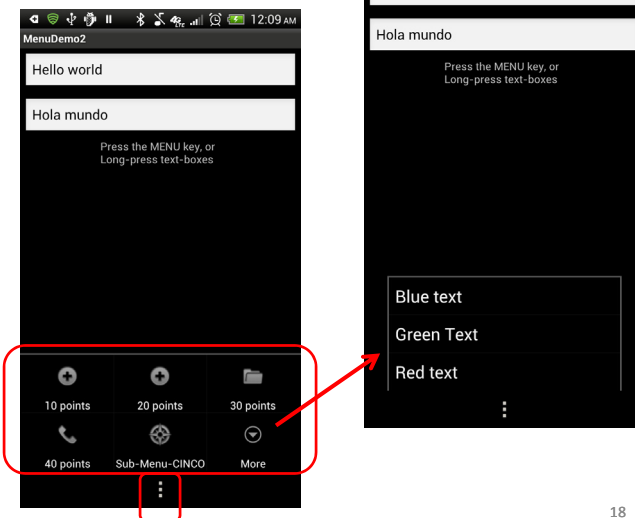 12:09 AM
MenuDemo2
Hello world
Hola mundo
Press the MENU key, or
Long-press text-boxes
10 points 20 points 30 points
40 points Sub-Menu-CINCO More
Hola mundo
Press the MENU key, or
Long-press text-boxes
Blue text
Green Text
Red text
18